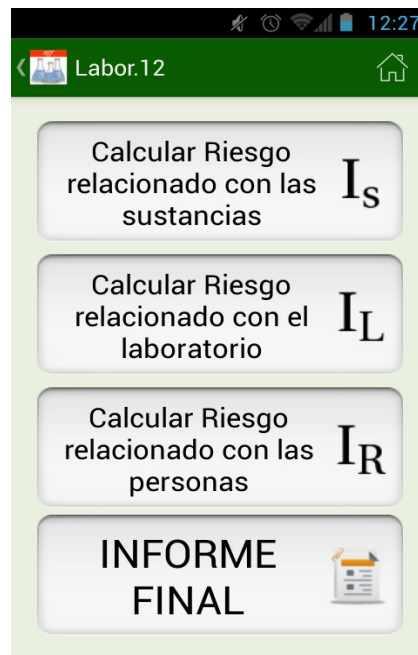 12:27
Labor.12
Calcular Riesgo
relacionado con las
sustancias
Is
Calcular Riesgo
relacionado con el
laboratorio
IL
Calcular Riesgo
relacionado con las
personas
IR
INFORME
FINAL